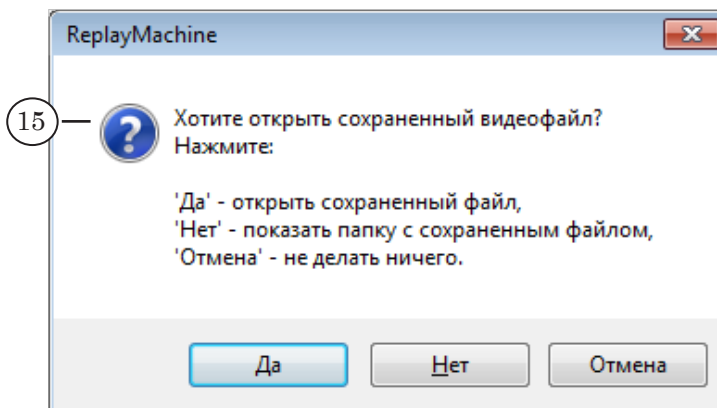 ReplayMachine
15
Хотите открыть сохраненный видеофайл?
Нажмите:
'Да' - открыть сохраненный файл,
'Нет' - показать папку с сохраненным файлом,
'Отмена' - не делать ничего.
Да
Нет
Отмена